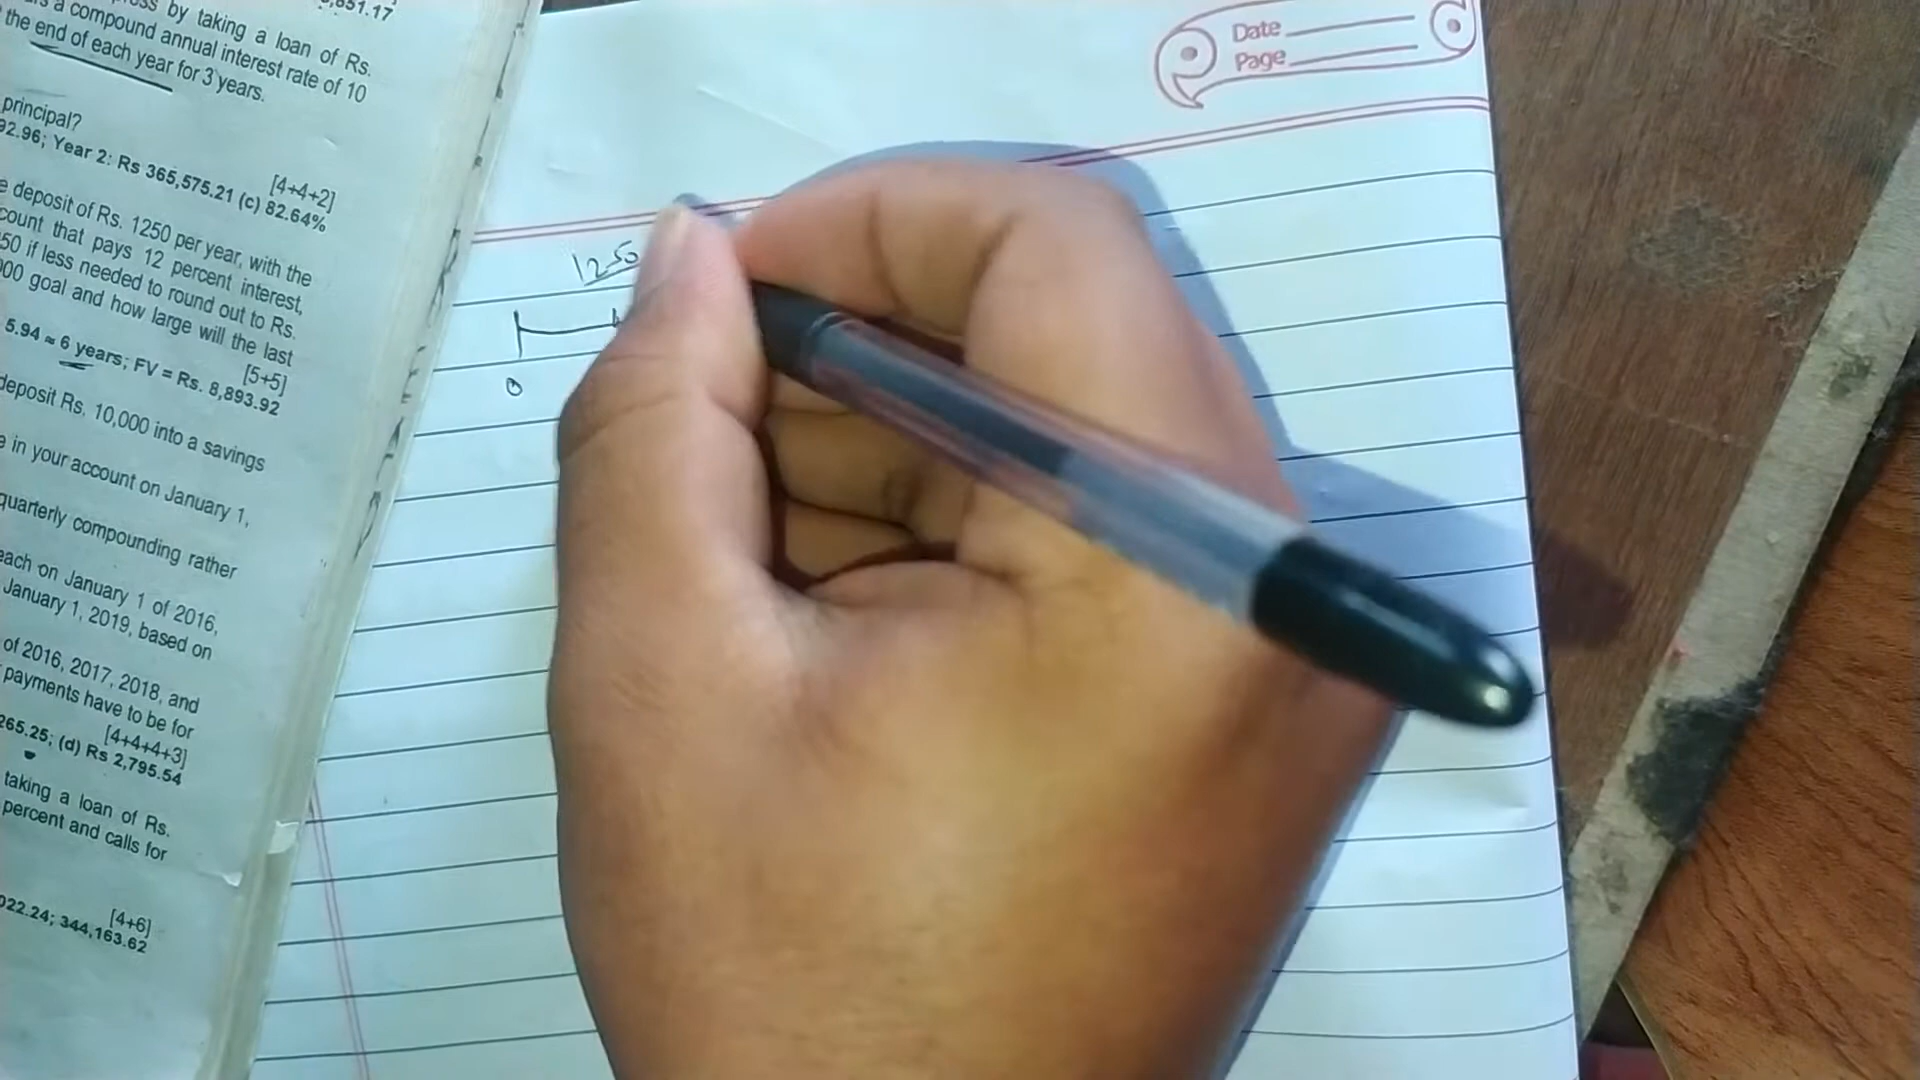 ,851.17
by taking a loan of Rs.
a compound annual interest rate of 10
the end of each year for 3 years.
principal?
[4+4+2]
92.96; Year 2: Rs 365,575.21 (c) 82.64%
deposit of Rs. 1250 per year, with the
count that pays 12 percent interest,
50 if less needed to round out to Rs.
000 goal and how large will the last
[5+5]
5.94 ≈ 6 years; FV = Rs. 8,893.92
deposit Rs. 10,000 into a savings
e in your account on January 1,
quarterly compounding rather
each on January 1 of 2016,
January 1, 2019, based on
of 2016, 2017, 2018, and
payments have to be for
[4+4+4+3]
265.25; (d) Rs 2,795.54
taking a loan of Rs.
percent and calls for
[4+6]
022.24; 344,163.62
Date
Page
1250
0